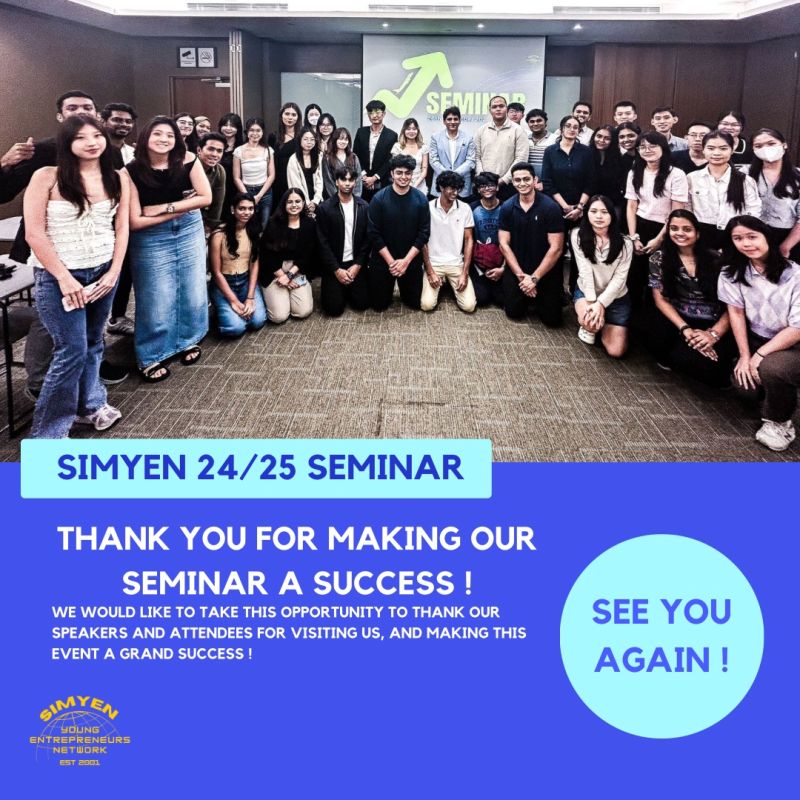 SEMINAR
SIMYEN 24/25 SEMINAR
THANK YOU FOR MAKING OUR
SEMINAR A SUCCESS !
WE WOULD LIKE TO TAKE THIS OPPORTUNITY TO THANK OUR
SPEAKERS AND ATTENDEES FOR VISITING US, AND MAKING THIS
EVENT A GRAND SUCCESS !
SEE YOU
AGAIN !
SIMYEN
YOUNG
ENTREPRENEURS
NETWORK
EST 2001